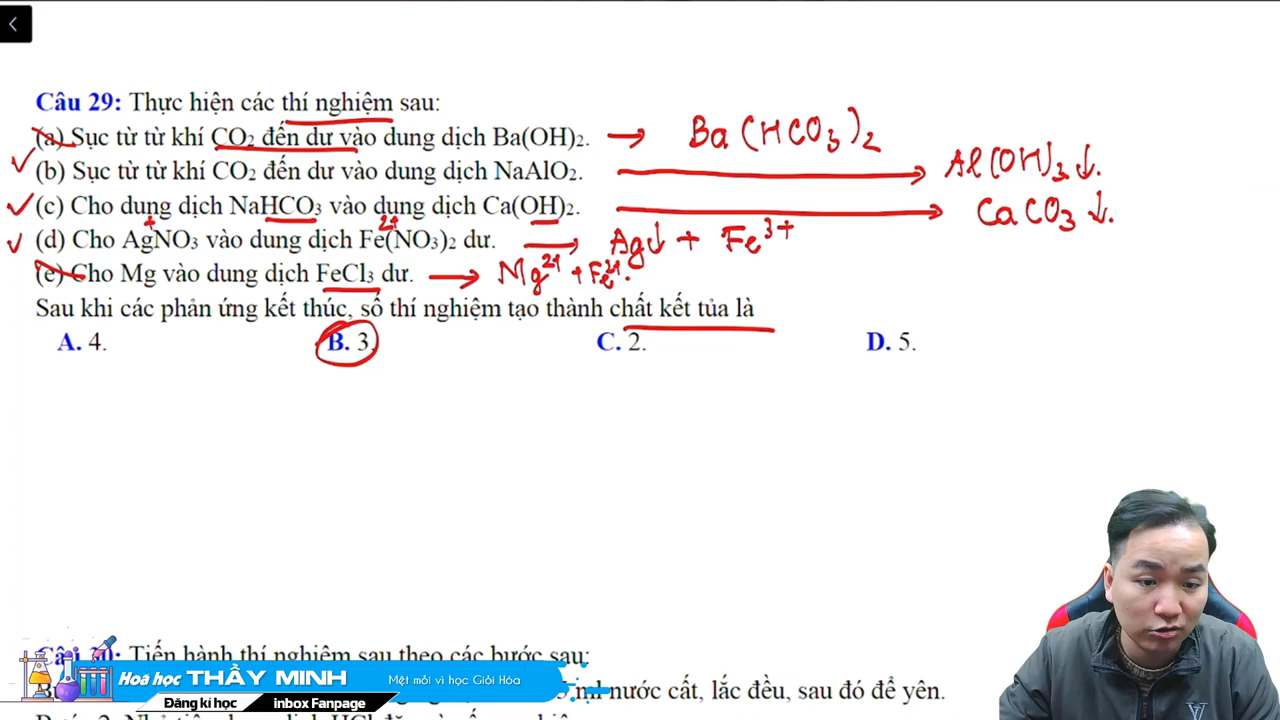 Câu 29: Thực hiện các thí nghiệm sau:
(a) Sục từ từ khí CO2 đến dư vào dung dịch Ba(OH)2. → Ba(HCO3)2
(b) Sục từ từ khí CO2 đến dư vào dung dịch NaAlO2. → Al(OH)3↓.
(c) Cho dung dịch NaHCO3 vào dung dịch Ca(OH)2. → CaCO3↓.
+ 2+
(d) Cho AgNO3 vào dung dịch Fe(NO3)2 dư. → Ag↓ + Fe3+
(e) Cho Mg vào dung dịch FeCl3 dư. → Mg2+ + Fe2+.
Sau khi các phản ứng kết thúc, số thí nghiệm tạo thành chất kết tủa là
A. 4. B. 3 C. 2. D. 5.
Câu 30: Tiến hành thí nghiệm sau theo các bước sau:
ml nước cất, lắc đều, sau đó để yên.
Hoá học THẦY MINH
Mệt mỏi vì học Giỏi Hóa
Đăng kí học inbox Fanpage